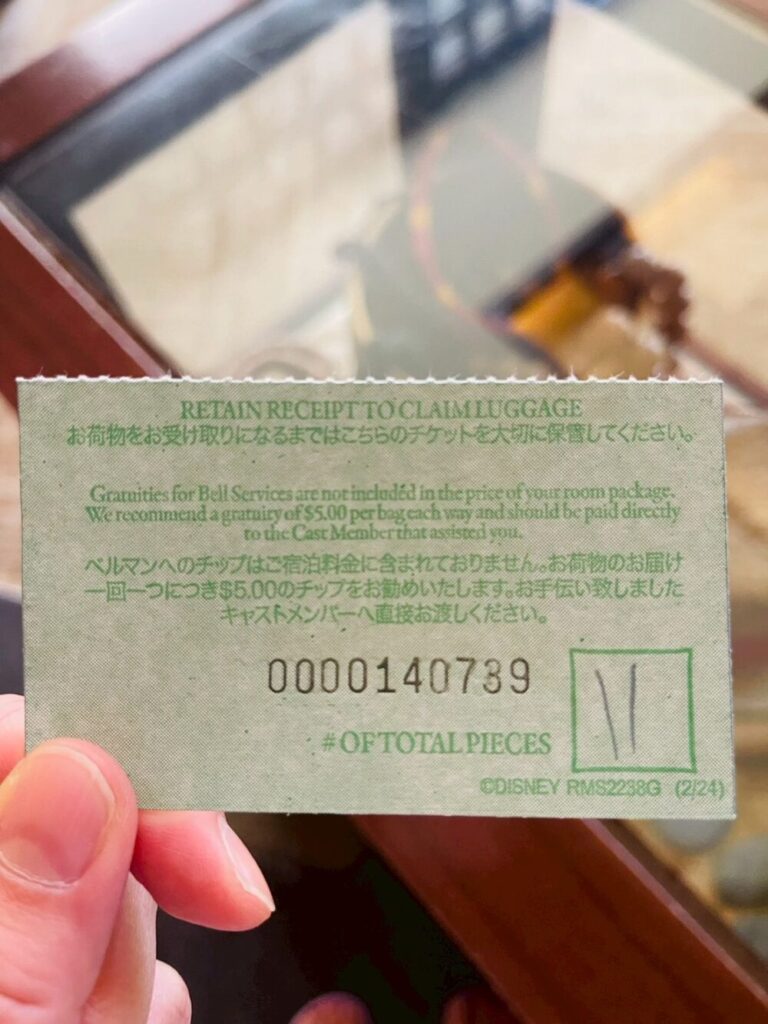 RETAIN RECEIPT TO CLAIM LUGGAGE
お荷物をお受け取りになるまではこちらのチケットを大切に保管してください。
Gratuities for Bell Services are not included in the price of your room package.
We recommend a gratuity of $5.00 per bag each way and should be paid directly
to the Cast Member that assisted you.
ベルマンへのチップはご宿泊料金に含まれておりません。お荷物のお届け
一回一つにつき$5.00のチップをお勧めいたします。お手伝い致しました
キャストメンバーへ直接お渡しください。
0000140739
# OF TOTAL PIECES
11
©DISNEY RMS2238G (2/24)